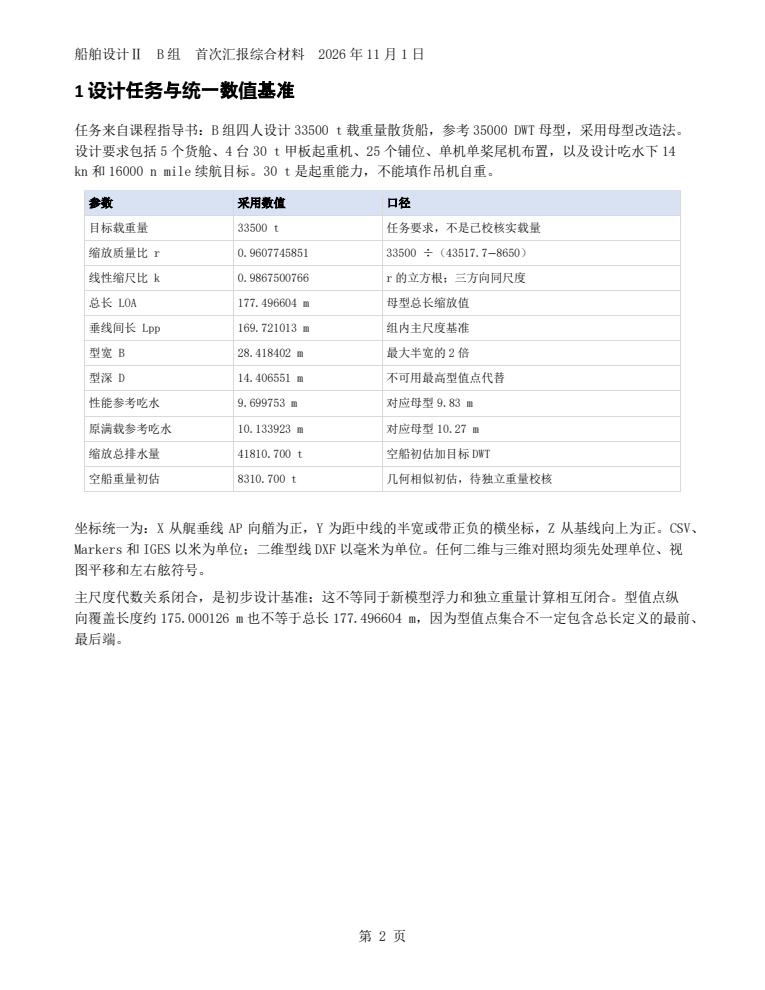 船舶设计Ⅱ B 组 首次汇报综合材料 2026 年 11 月 1 日
1 设计任务与统一数值基准
任务来自课程指导书：B 组四人设计 33500 t 载重量散货船，参考 35000 DWT 母型，采用母型改造法。
设计要求包括 5 个货舱、4 台 30 t 甲板起重机、25 个铺位、单机单桨尾机布置，以及设计吃水下 14
kn 和 16000 n mile 续航目标。30 t 是起重能力，不能填作吊机自重。
参数 采用数值 口径
目标载重量 33500 t 任务要求，不是已校核实载量
缩放质量比 r 0.9607745851 33500 ÷（43517.7−8650）
线性缩尺比 k 0.9867500766 r 的立方根；三方向同尺度
总长 LOA 177.496604 m 母型总长缩放值
垂线间长 Lpp 169.721013 m 组内主尺度基准
型宽 B 28.418402 m 最大半宽的 2 倍
型深 D 14.406551 m 不可用最高型值点代替
性能参考吃水 9.699753 m 对应母型 9.83 m
原满载参考吃水 10.133923 m 对应母型 10.27 m
缩放总排水量 41810.700 t 空船初估加目标 DWT
空船重量初估 8310.700 t 几何相似初估，待独立重量校核
坐标统一为：X 从艉垂线 AP 向艏为正，Y 为距中线的半宽或带正负的横坐标，Z 从基线向上为正。CSV、
Markers 和 IGES 以米为单位；二维型线 DXF 以毫米为单位。任何二维与三维对照均须先处理单位、视
图平移和左右舷符号。
主尺度代数关系闭合，是初步设计基准；这不等同于新模型浮力和独立重量计算相互闭合。型值点纵
向覆盖长度约 175.000126 m 也不等于总长 177.496604 m，因为型值点集合不一定包含总长定义的最前、
最后端。
第 2 页